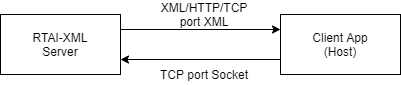 XML/HTTP/TCP
port XML
RTAI-XML
Server
Client App
(Host)
TCP port Socket